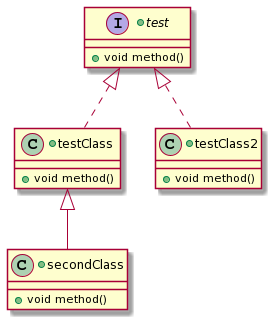 I test
void method()
C testClass
void method()
C testClass2
void method()
C secondClass
void method()